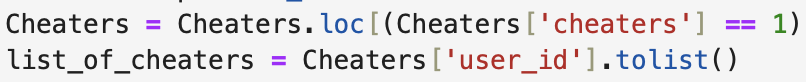 Cheaters = Cheaters.loc[(Cheaters['cheaters'] == 1)
list_of_cheaters = Cheaters['user_id'].tolist()